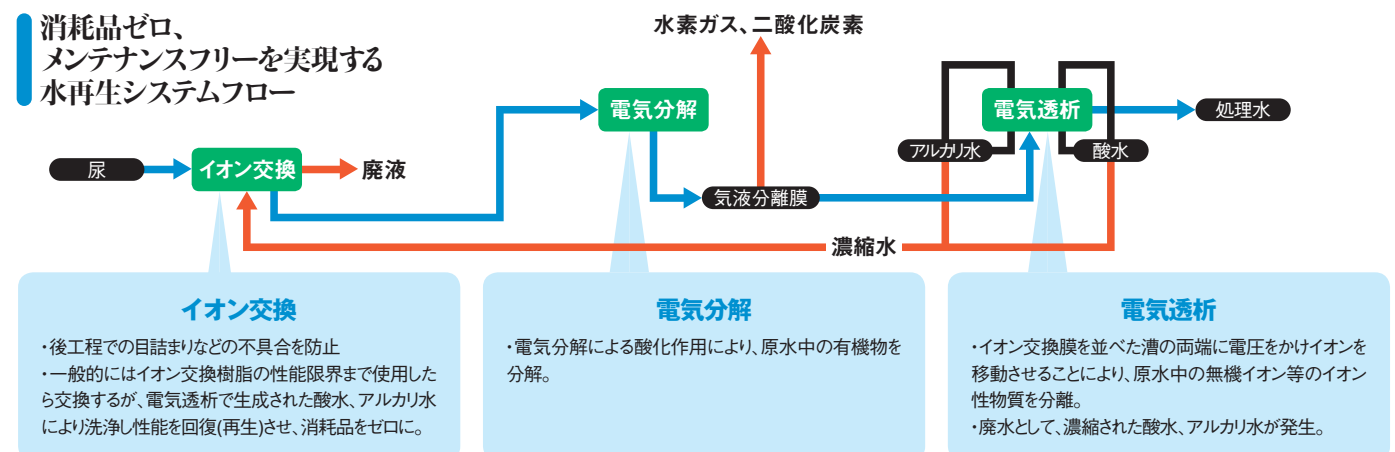 消耗品ゼロ、
メンテナンスフリーを実現する
水再生システムフロー
水素ガス、二酸化炭素
電気分解
電気透析
処理水
アルカリ水
酸水
尿
イオン交換
廃液
気液分離膜
濃縮水
イオン交換
・後工程での目詰まりなどの不具合を防止
・一般的にはイオン交換樹脂の性能限界まで使用した
ら交換するが、電気透析で生成された酸水、アルカリ水
により洗浄し性能を回復(再生)させ、消耗品をゼロに。
電気分解
・電気分解による酸化作用により、原水中の有機物を
分解。
電気透析
・イオン交換膜を並べた漕の両端に電圧をかけイオンを
移動させることにより、原水中の無機イオン等のイオン
性物質を分離。
・廃水として、濃縮された酸水、アルカリ水が発生。